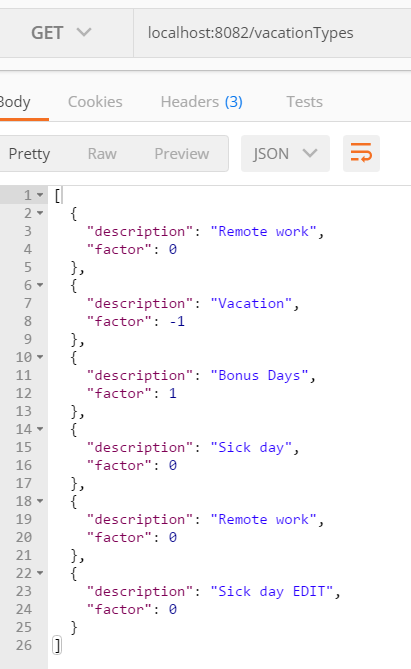 GET localhost:8082/vacationTypes
Body Cookies Headers (3) Tests
Pretty Raw Preview JSON
1 [
2 {
3 "description": "Remote work",
4 "factor": 0
5 },
6 {
7 "description": "Vacation",
8 "factor": -1
9 },
10 {
11 "description": "Bonus Days",
12 "factor": 1
13 },
14 {
15 "description": "Sick day",
16 "factor": 0
17 },
18 {
19 "description": "Remote work",
20 "factor": 0
21 },
22 {
23 "description": "Sick day EDIT",
24 "factor": 0
25 }
26 ]